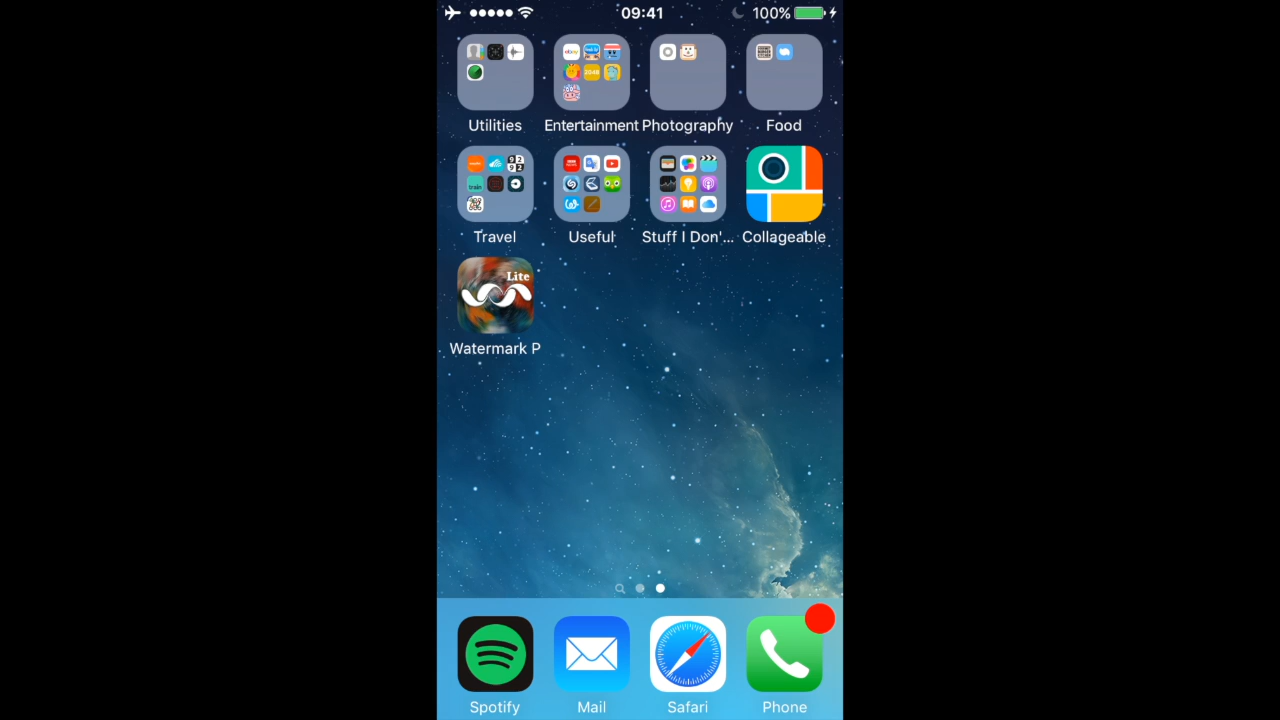 09:41 100%
Utilities Entertainment Photography Food
Travel Useful Stuff I Don'... Collageable
Lite
Watermark P
Spotify Mail Safari Phone